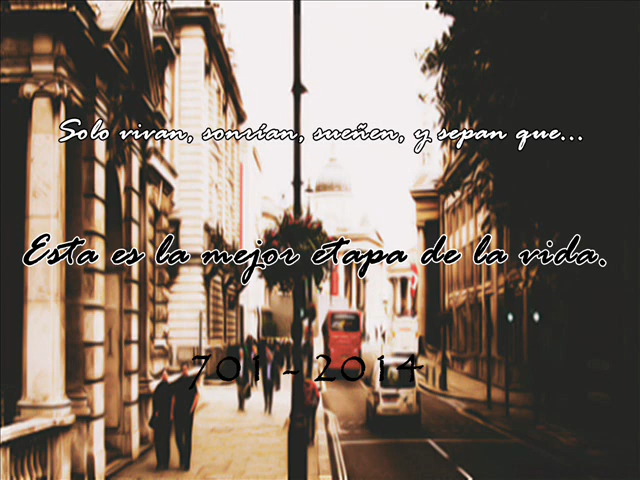 Solo vivan, sonrían, sueñen, y sepan que...
Esta es la mejor etapa de la vida.
701 - 2014